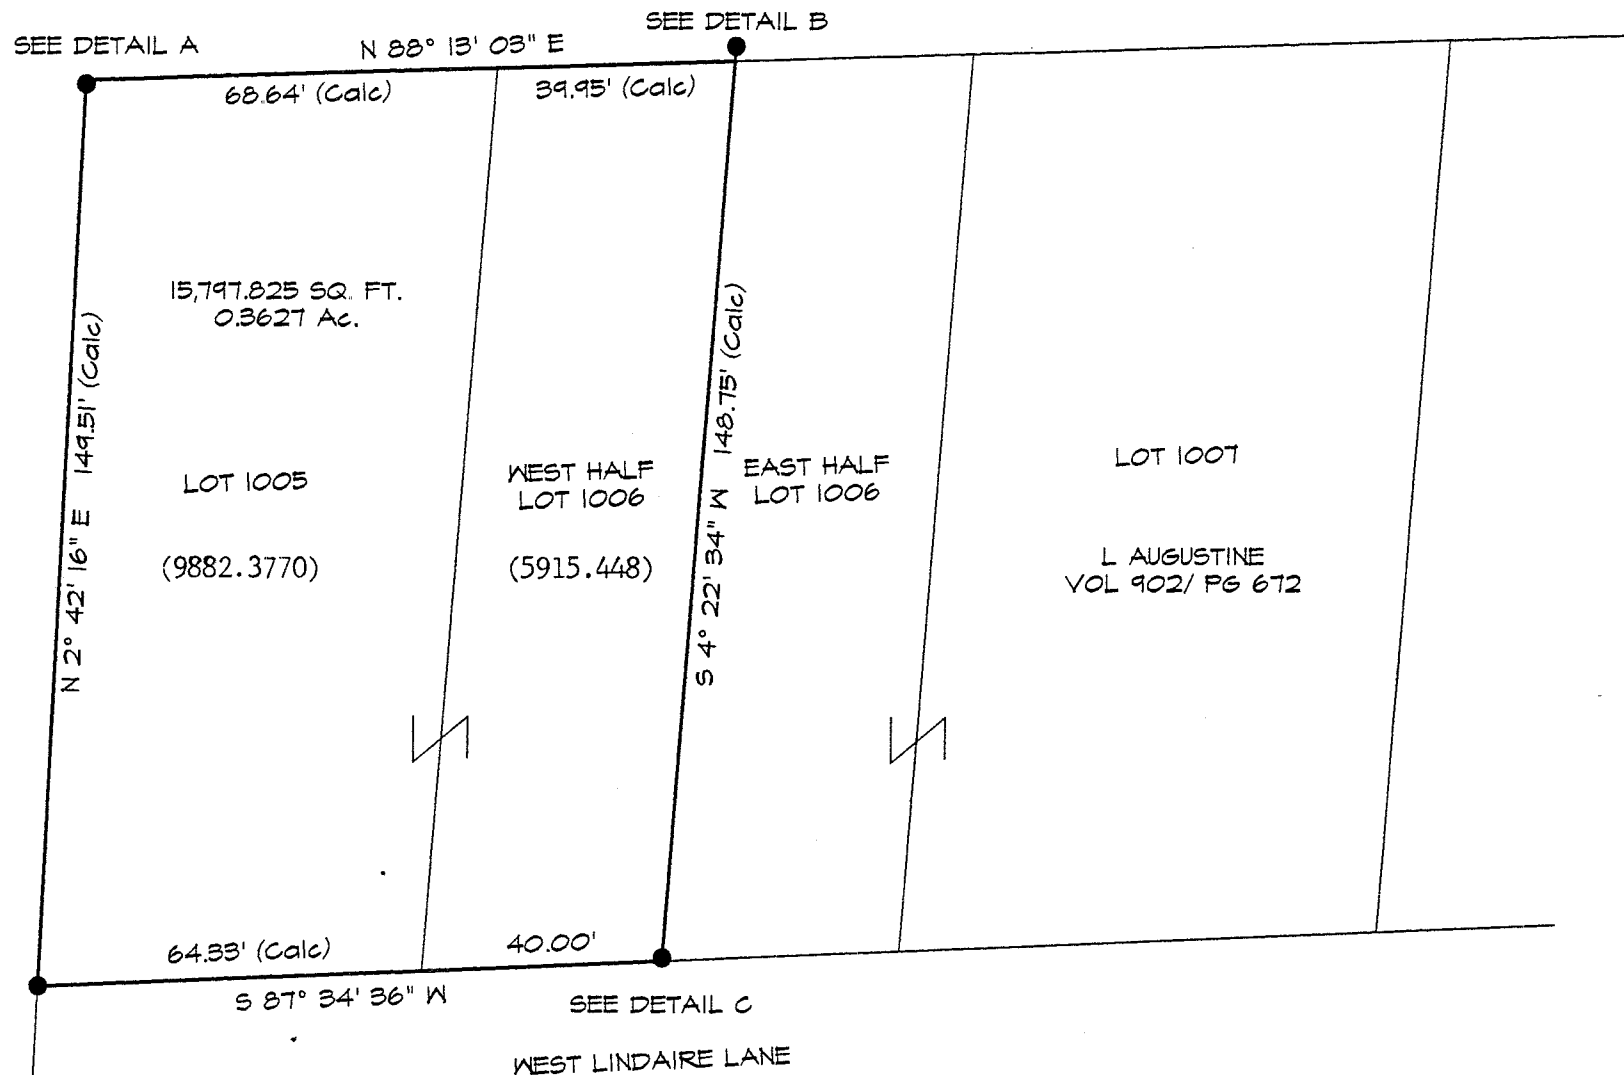 SEE DETAIL B
SEE DETAIL A
N 88° 13' 03" E
68.64' (Calc)
39.95' (Calc)
15,797.825 SQ. FT.
0.3627 Ac.
N 2° 42' 16" E 149.51' (Calc)
S 4° 22' 34" W 148.75' (Calc)
LOT 1005
(9882.3770)
WEST HALF
LOT 1006
(5915.448)
EAST HALF
LOT 1006
LOT 1007
L AUGUSTINE
VOL 902/ PG 672
64.33' (Calc)
40.00'
S 87° 34' 36" W
SEE DETAIL C
WEST LINDAIRE LANE